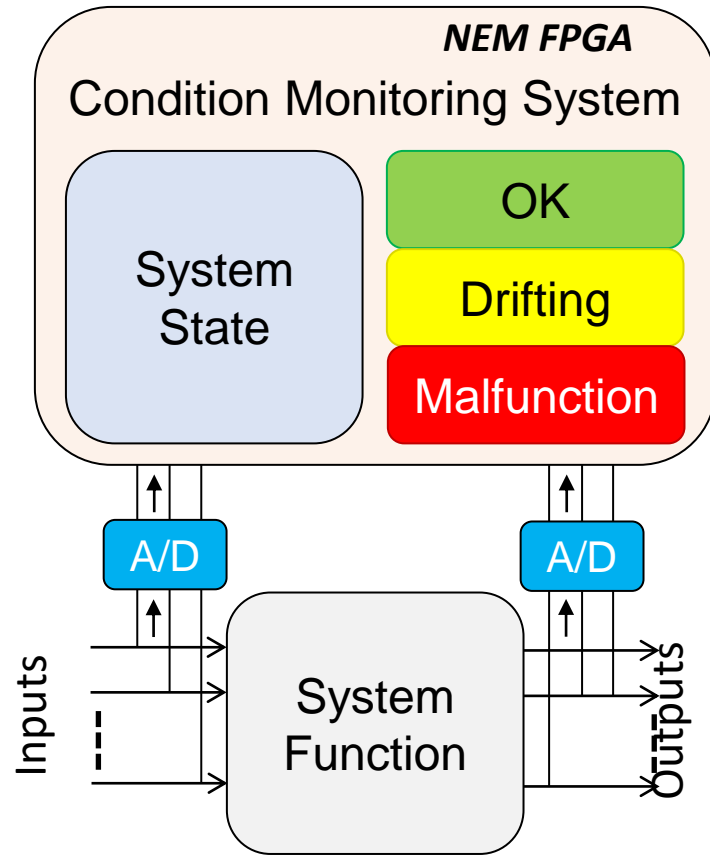 NEM FPGA
Condition Monitoring System
System
State
OK
Drifting
Malfunction
A/D
A/D
Inputs
System
Function
Outputs